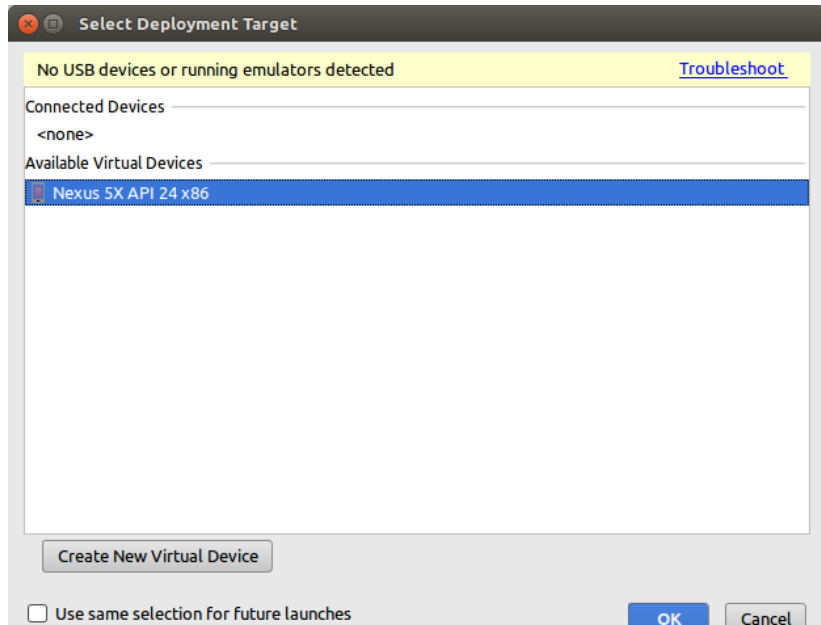 Select Deployment Target
No USB devices or running emulators detected Troubleshoot
Connected Devices
<none>
Available Virtual Devices
Nexus 5X API 24 x86
Create New Virtual Device
Use same selection for future launches
OK Cancel